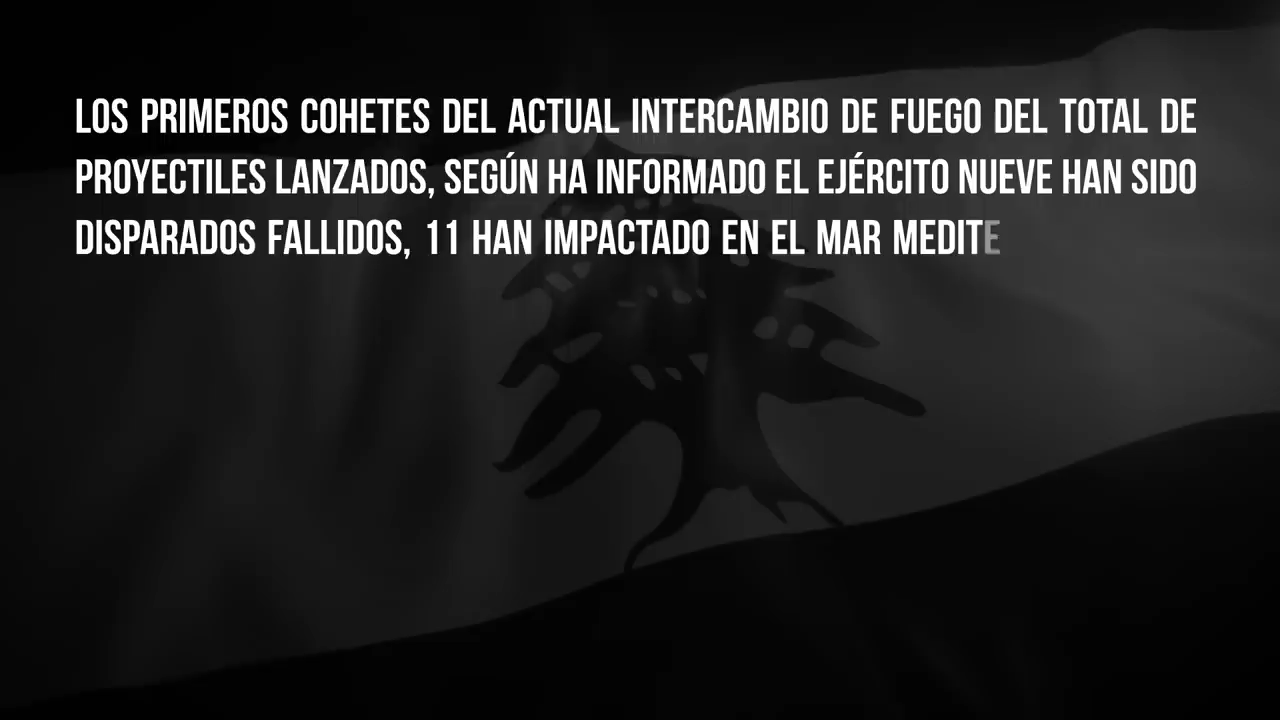 LOS PRIMEROS COHETES DEL ACTUAL INTERCAMBIO DE FUEGO DEL TOTAL DE
PROYECTILES LANZADOS, SEGÚN HA INFORMADO EL EJÉRCITO NUEVE HAN SIDO
DISPARADOS FALLIDOS, 11 HAN IMPACTADO EN EL MAR MEDITE